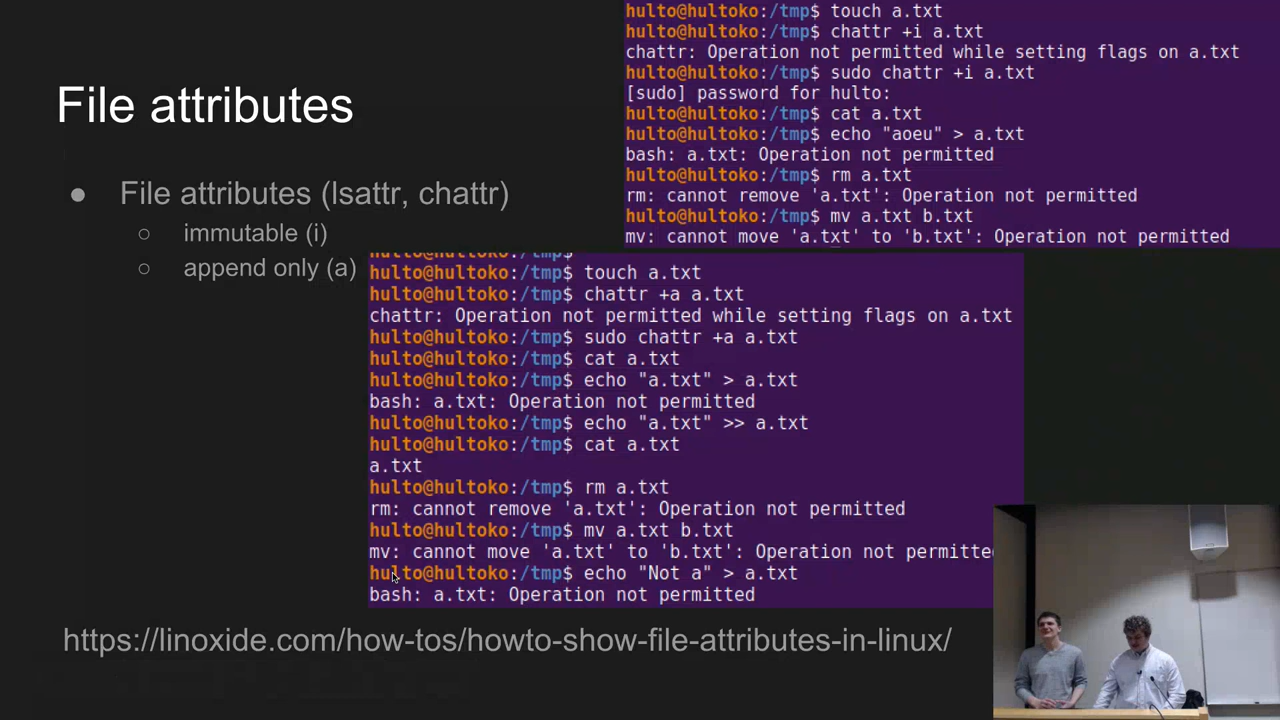 File attributes
● File attributes (lsattr, chattr)
○ immutable (i)
○ append only (a)
hulto@hultoko:/tmp$ touch a.txt
hulto@hultoko:/tmp$ chattr +i a.txt
chattr: Operation not permitted while setting flags on a.txt
hulto@hultoko:/tmp$ sudo chattr +i a.txt
[sudo] password for hulto:
hulto@hultoko:/tmp$ cat a.txt
hulto@hultoko:/tmp$ echo "aoeu" > a.txt
bash: a.txt: Operation not permitted
hulto@hultoko:/tmp$ rm a.txt
rm: cannot remove 'a.txt': Operation not permitted
hulto@hultoko:/tmp$ mv a.txt b.txt
mv: cannot move 'a.txt' to 'b.txt': Operation not permitted
hulto@hultoko:/tmp$
hulto@hultoko:/tmp$ touch a.txt
hulto@hultoko:/tmp$ chattr +a a.txt
chattr: Operation not permitted while setting flags on a.txt
hulto@hultoko:/tmp$ sudo chattr +a a.txt
hulto@hultoko:/tmp$ cat a.txt
hulto@hultoko:/tmp$ echo "a.txt" > a.txt
bash: a.txt: Operation not permitted
hulto@hultoko:/tmp$ echo "a.txt" >> a.txt
hulto@hultoko:/tmp$ cat a.txt
a.txt
hulto@hultoko:/tmp$ rm a.txt
rm: cannot remove 'a.txt': Operation not permitted
hulto@hultoko:/tmp$ mv a.txt b.txt
mv: cannot move 'a.txt' to 'b.txt': Operation not permitte
hulto@hultoko:/tmp$ echo "Not a" > a.txt
bash: a.txt: Operation not permitted
https://linoxide.com/how-tos/howto-show-file-attributes-in-linux/